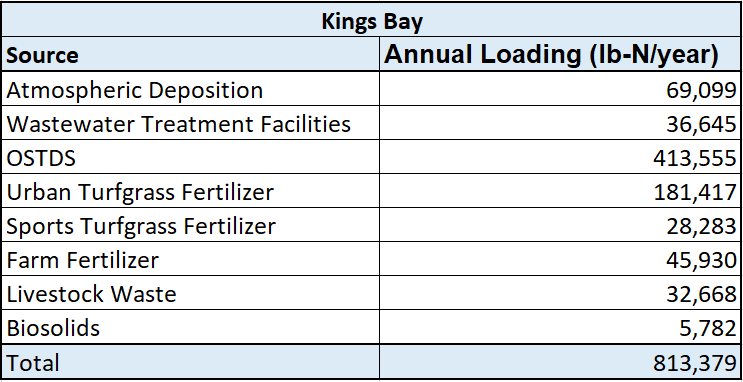 Kings Bay
Source Annual Loading (lb-N/year)
Atmospheric Deposition 69,099
Wastewater Treatment Facilities 36,645
OSTDS 413,555
Urban Turfgrass Fertilizer 181,417
Sports Turfgrass Fertilizer 28,283
Farm Fertilizer 45,930
Livestock Waste 32,668
Biosolids 5,782
Total 813,379